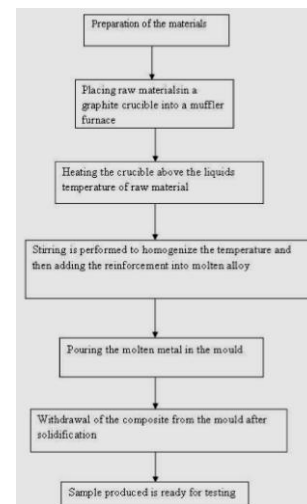 Preparation of the materials
Placing raw materialsin a
graphite crucible into a muffler
furnace
Heating the crucible above the liquids
temperature of raw material
Stirring is performed to homogenize the temperature and
then adding the reinforcement into molten alloy
Pouring the molten metal in the mould
Withdrawal of the composite from the mould after
solidification
Sample produced is ready for testing